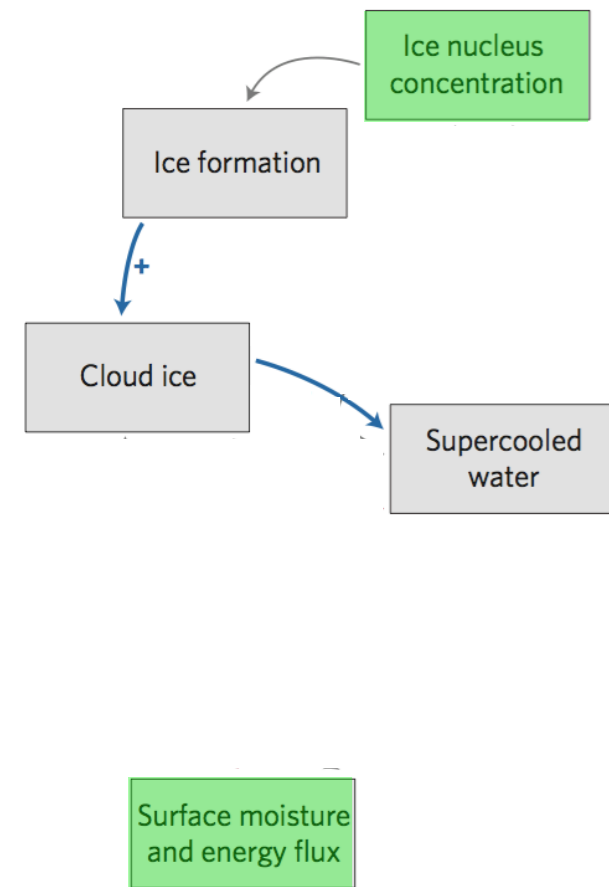 Ice nucleus
concentration
Ice formation
+
Cloud ice
Supercooled
water
Surface moisture
and energy flux